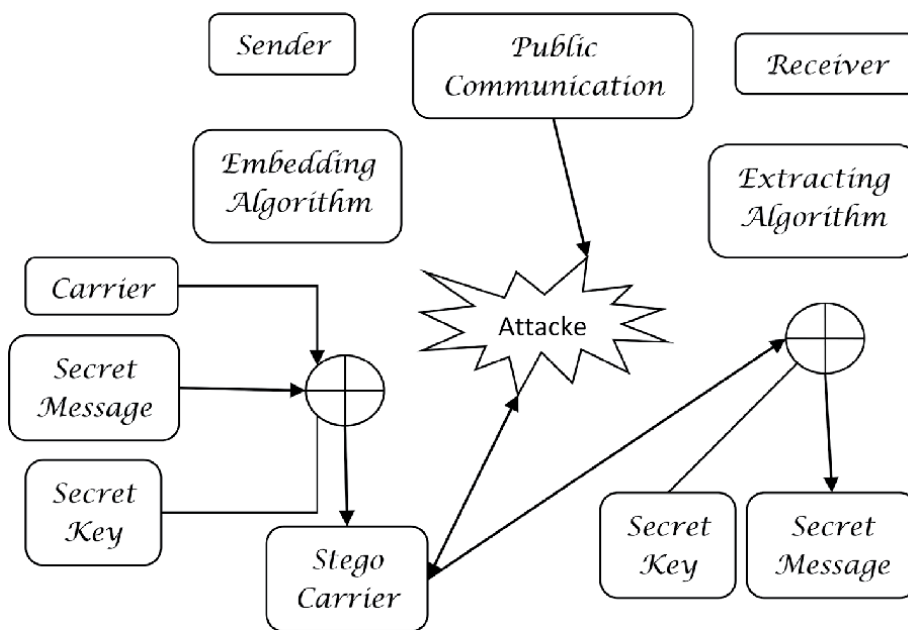 Sender
Public
Communication
Receiver
Embedding
Algorithm
Extracting
Algorithm
Carrier
Attacke
Secret
Message
Secret
Key
Stego
Carrier
Secret
Key
Secret
Message